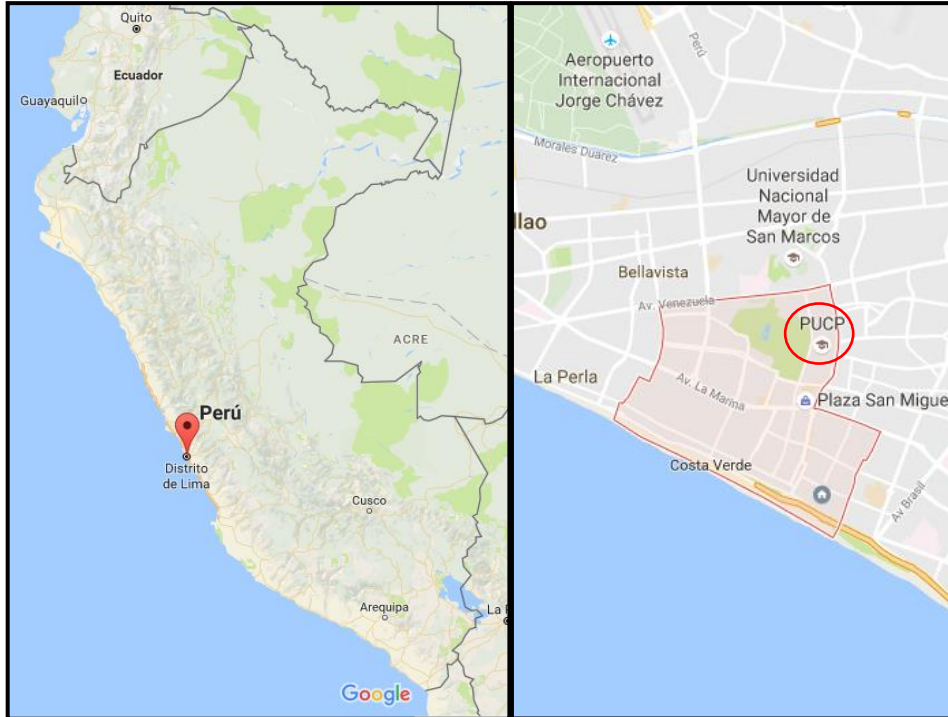 Quito
Ecuador
Guayaquil
ACRE
Perú
Distrito
de Lima
Cusco
Arequipa
La
Google
Aeropuerto
Internacional
Jorge Chávez
Perú
Morales Duarez
Universidad
Nacional
Mayor de
San Marcos
llao
Bellavista
Av. Venezuela
PUCP
La Perla
Av. La Marina
Plaza San Migue
Costa Verde
Av Brasil